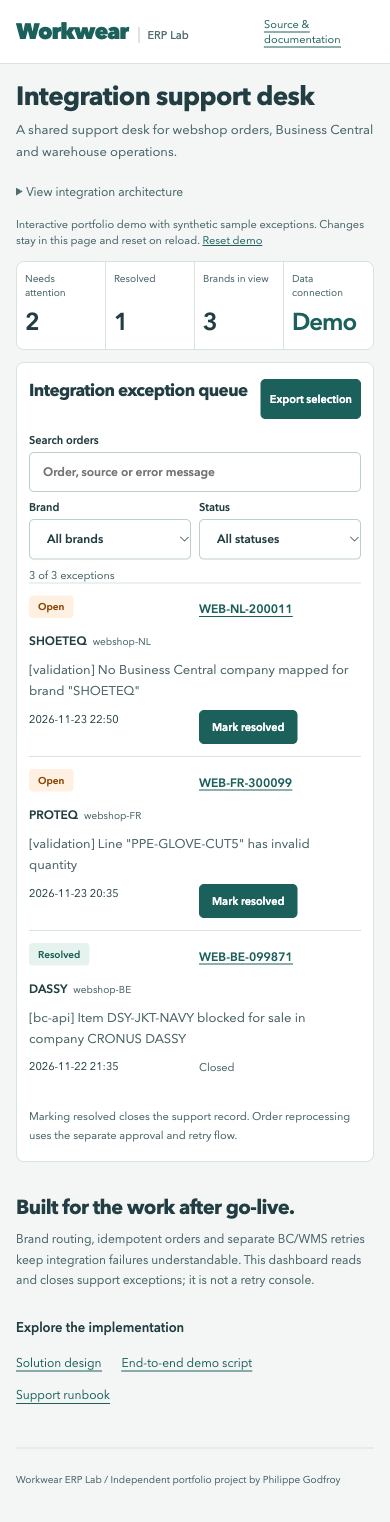 Workwear
ERP Lab
Source &
documentation
Integration support desk
A shared support desk for webshop orders, Business Central
and warehouse operations.
View integration architecture
Interactive portfolio demo with synthetic sample exceptions. Changes
stay in this page and reset on reload. Reset demo
Needs
attention
2
Resolved
1
Brands in view
3
Data
connection
Demo
Integration exception queue
Export selection
Search orders
Order, source or error message
Brand
Status
All brands
All statuses
3 of 3 exceptions
Open
WEB-NL-200011
SHOETEQ webshop-NL
[validation] No Business Central company mapped for
brand "SHOETEQ"
2026-11-23 22:50
Mark resolved
Open
WEB-FR-300099
PROTEQ webshop-FR
[validation] Line "PPE-GLOVE-CUT5" has invalid
quantity
2026-11-23 20:35
Mark resolved
Resolved
WEB-BE-099871
DASSY webshop-BE
[bc-api] Item DSY-JKT-NAVY blocked for sale in
company CRONUS DASSY
2026-11-22 21:35
Closed
Marking resolved closes the support record. Order reprocessing
uses the separate approval and retry flow.
Built for the work after go-live.
Brand routing, idempotent orders and separate BC/WMS retries
keep integration failures understandable. This dashboard reads
and closes support exceptions; it is not a retry console.
Explore the implementation
Solution design
End-to-end demo script
Support runbook
Workwear ERP Lab / Independent portfolio project by Philippe Godfroy